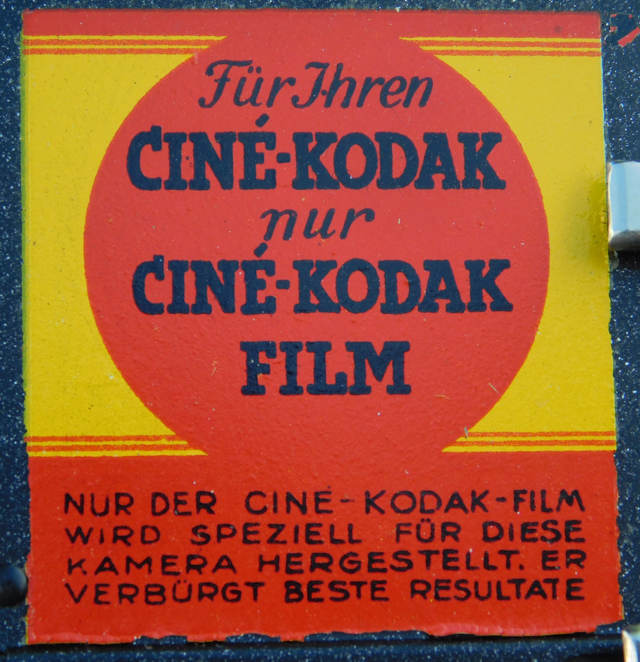 Für Ihren
CINÉ-KODAK
nur
CINÉ-KODAK
FILM
NUR DER CINE-KODAK-FILM
WIRD SPEZIELL FÜR DIESE
KAMERA HERGESTELLT. ER
VERBÜRGT BESTE RESULTATE